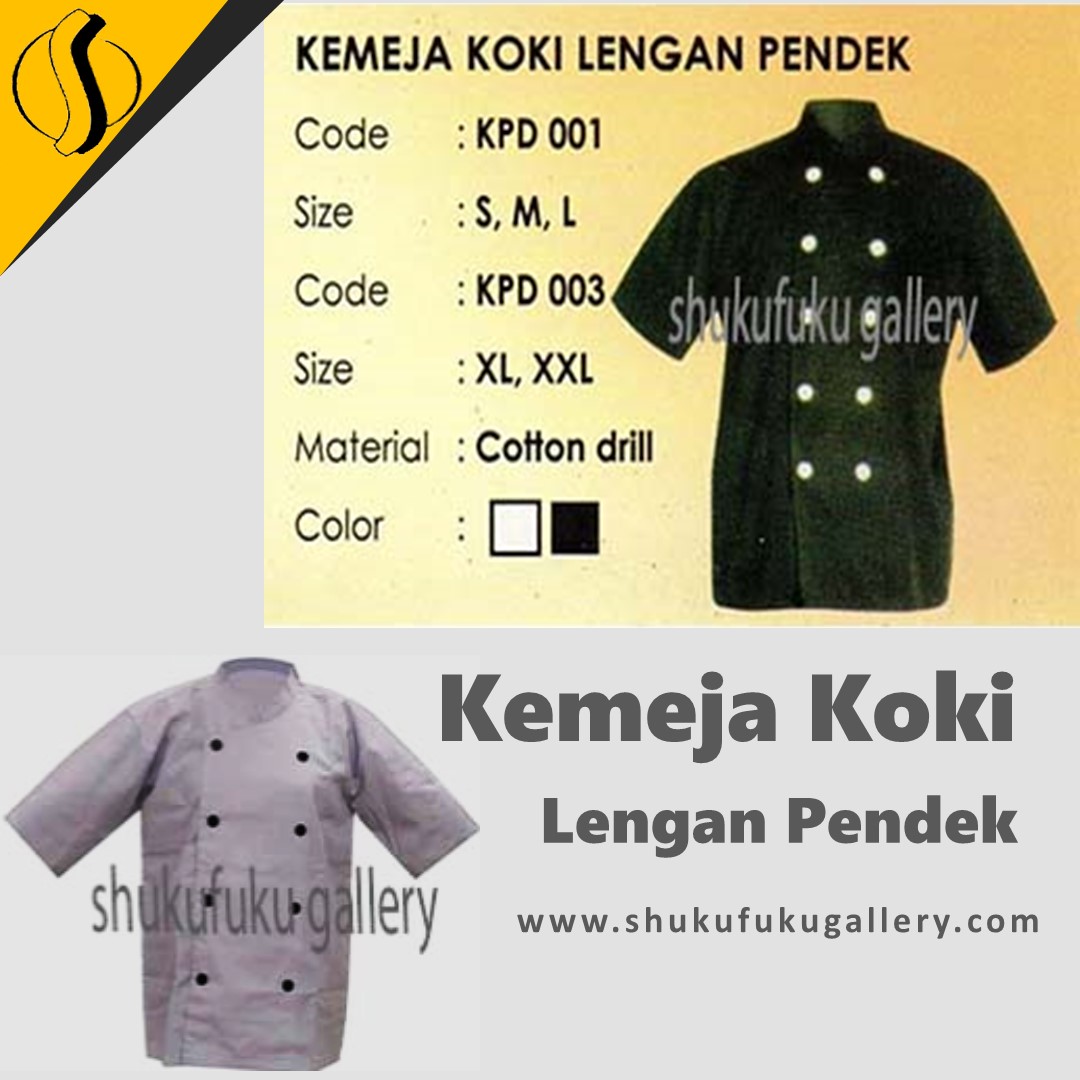 KEMEJA KOKI LENGAN PENDEK
Code : KPD 001
Size : S, M, L
Code : KPD 003
Size : XL, XXL
Material : Cotton drill
Color :
shukufuku gallery
Kemeja Koki
Lengan Pendek
shukufuku gallery
www.shukufukugallery.com